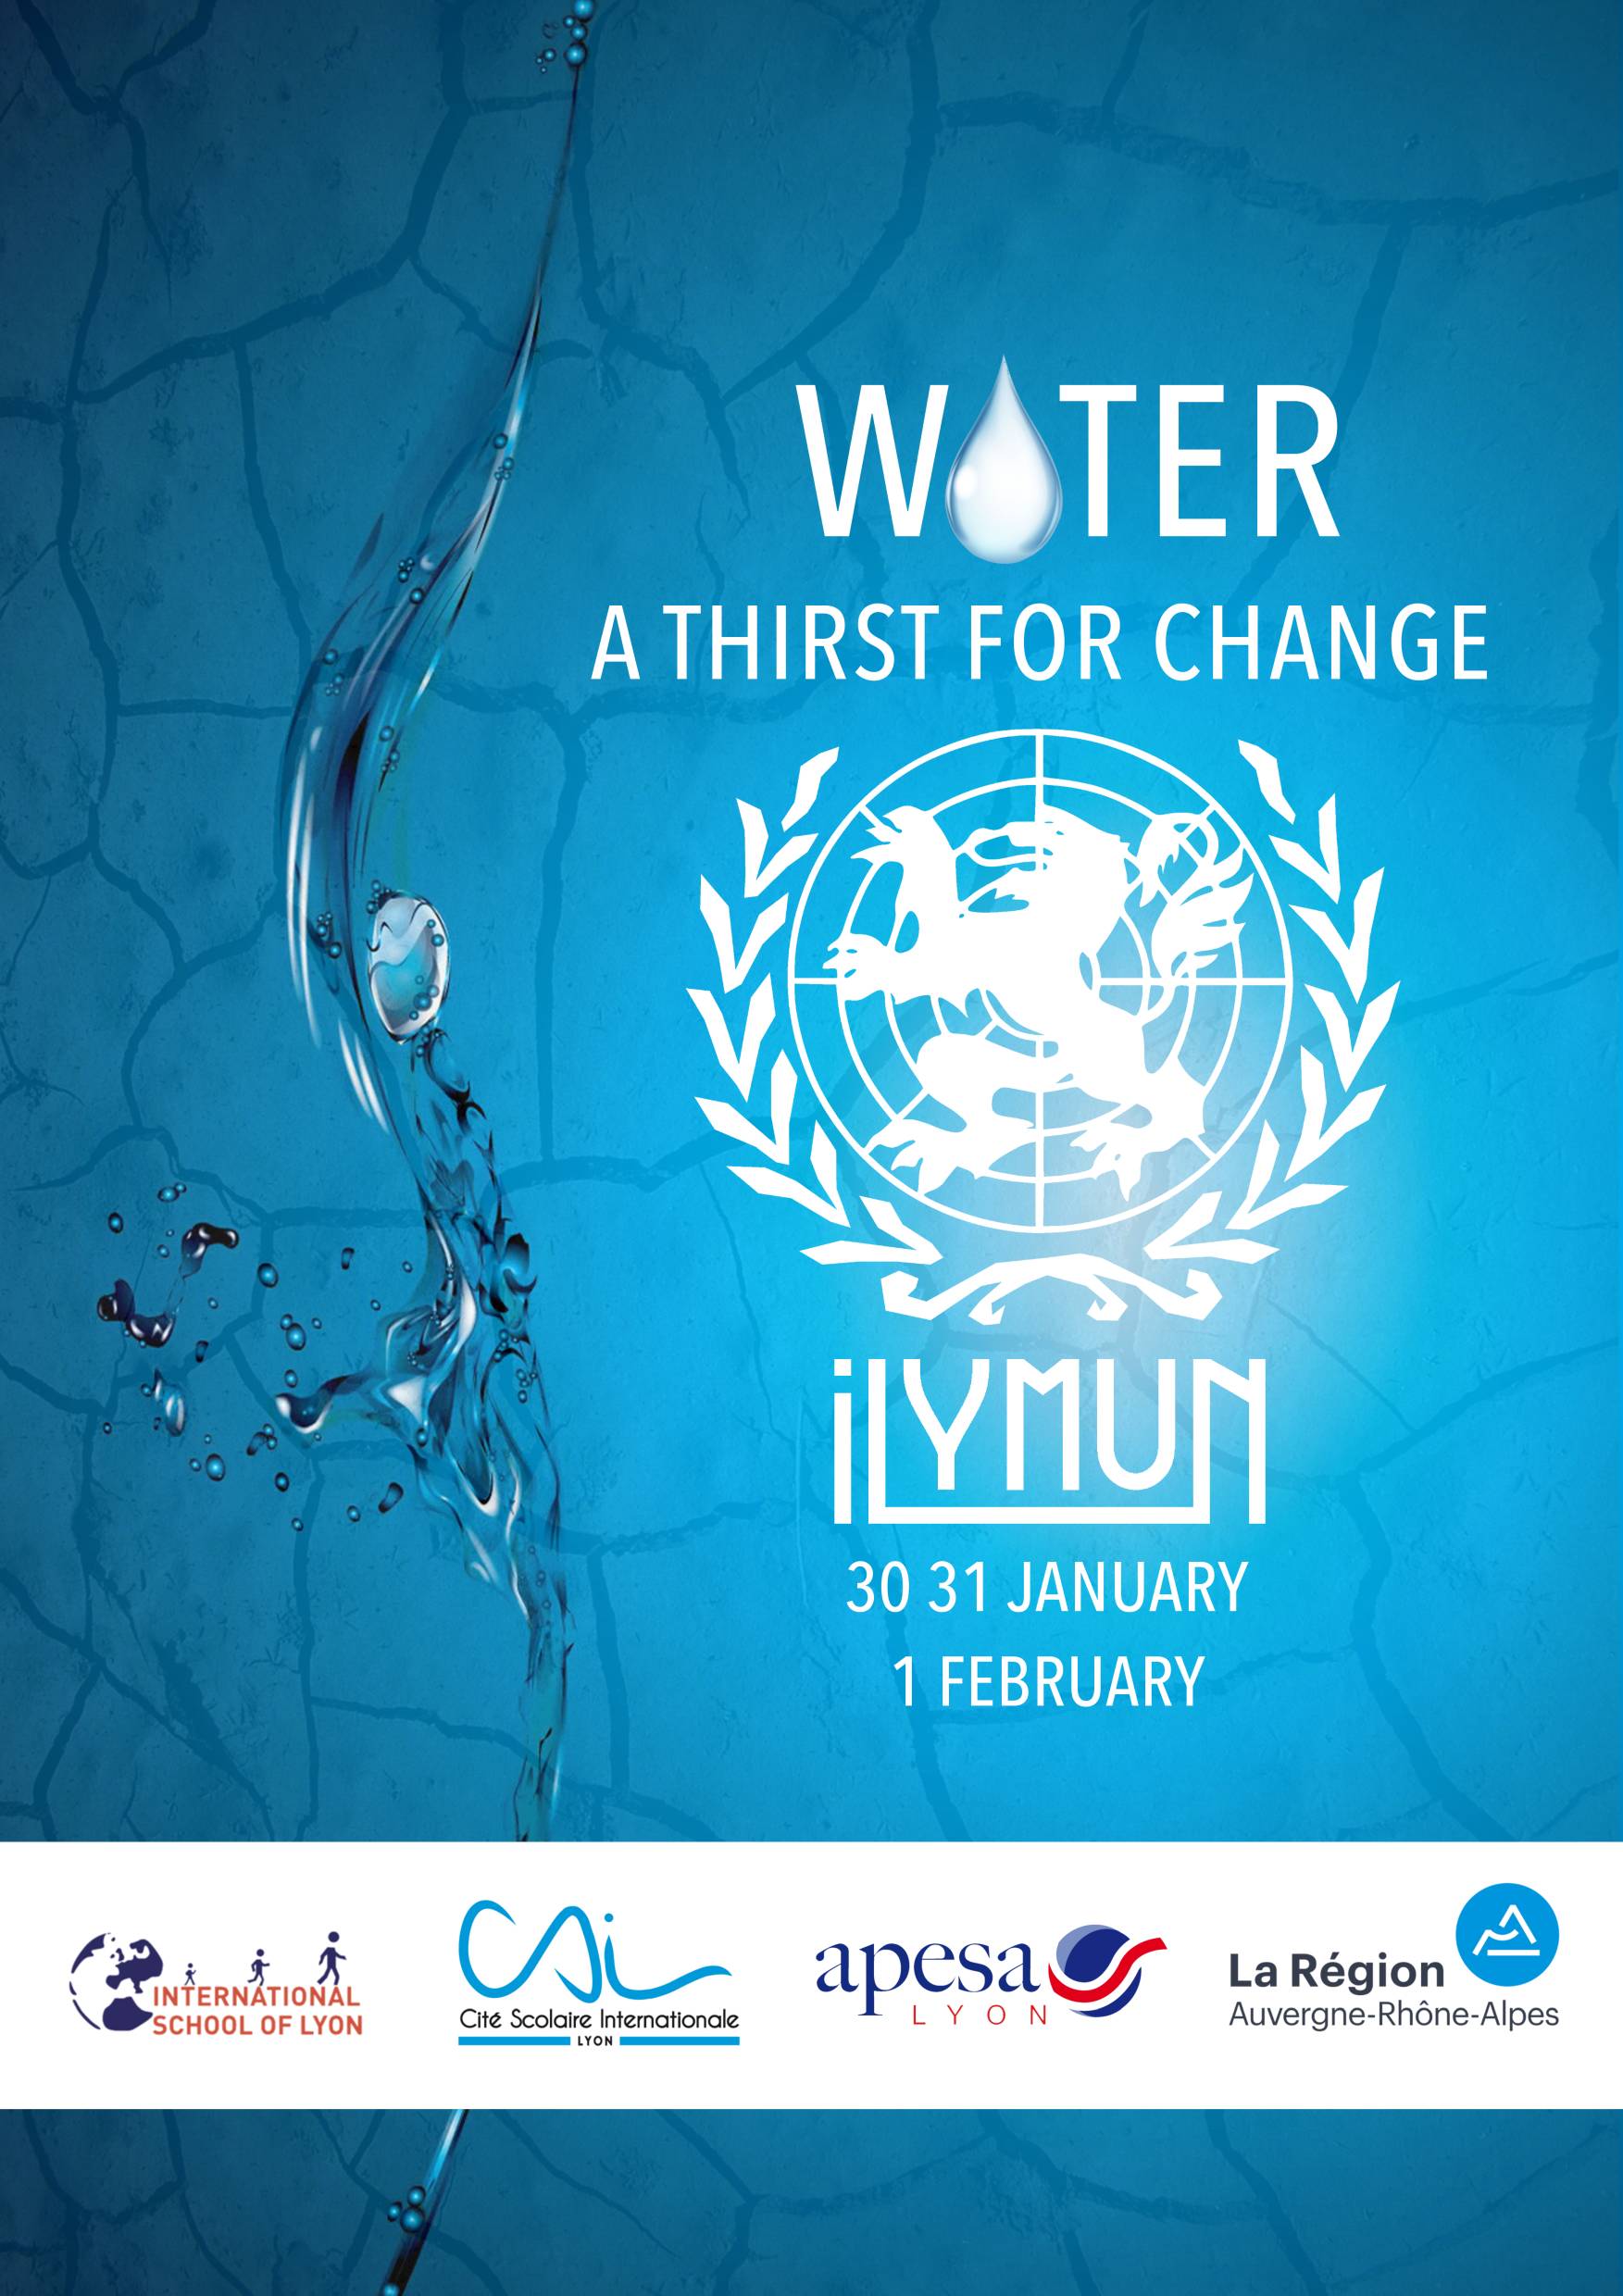 WATER
A THIRST FOR CHANGE
iLYMUN
30 31 JANUARY
1 FEBRUARY
INTERNATIONAL
SCHOOL OF LYON
csi
Cité Scolaire Internationale
LYON
apesa
LYON
La Région
Auvergne-Rhône-Alpes